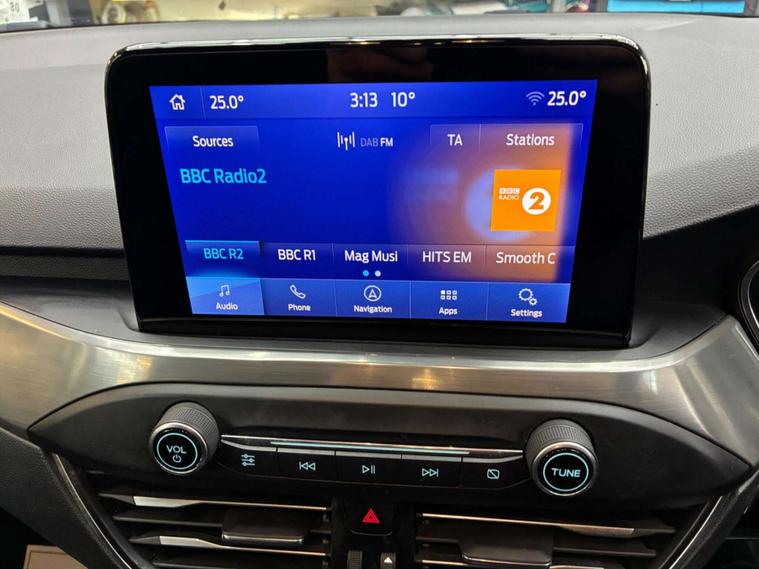 25.0° 3:13 10° 25.0°
Sources DAB FM TA Stations
BBC Radio2
BBC
RADIO 2
BBC R2 BBC R1 Mag Musi HITS EM Smooth C
Audio Phone Navigation Apps Settings
VOL TUNE